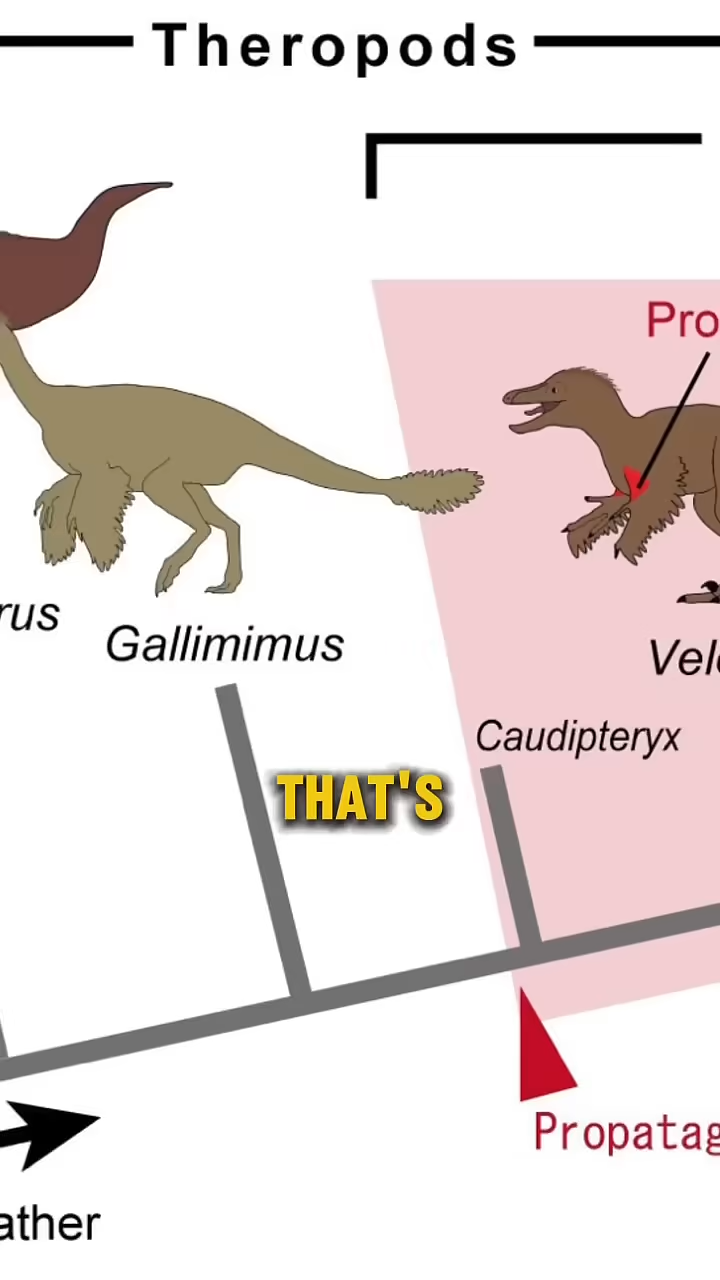 Theropods
Pro
rus
Gallimimus
Vel
Caudipteryx
THAT'S
Propatag
ather